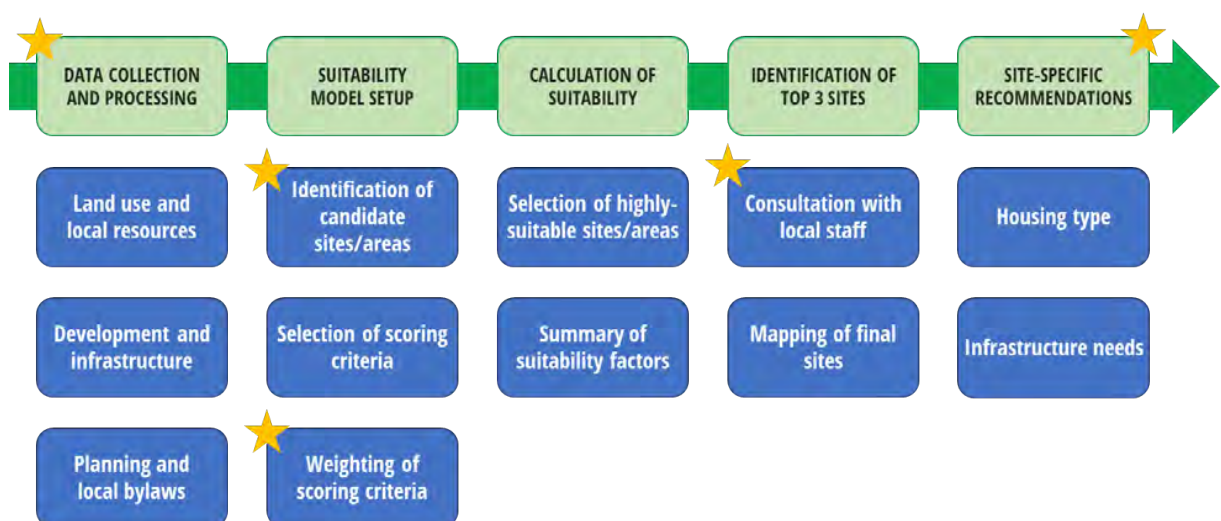 DATA COLLECTION
AND PROCESSING
SUITABILITY
MODEL SETUP
CALCULATION OF
SUITABILITY
IDENTIFICATION OF
TOP 3 SITES
SITE-SPECIFIC
RECOMMENDATIONS
Land use and
local resources
Identification of
candidate
sites/areas
Selection of highly-
suitable sites/areas
Consultation with
local staff
Housing type
Development and
infrastructure
Selection of scoring
criteria
Summary of
suitability factors
Mapping of final
sites
Infrastructure needs
Planning and
local bylaws
Weighting of
scoring criteria